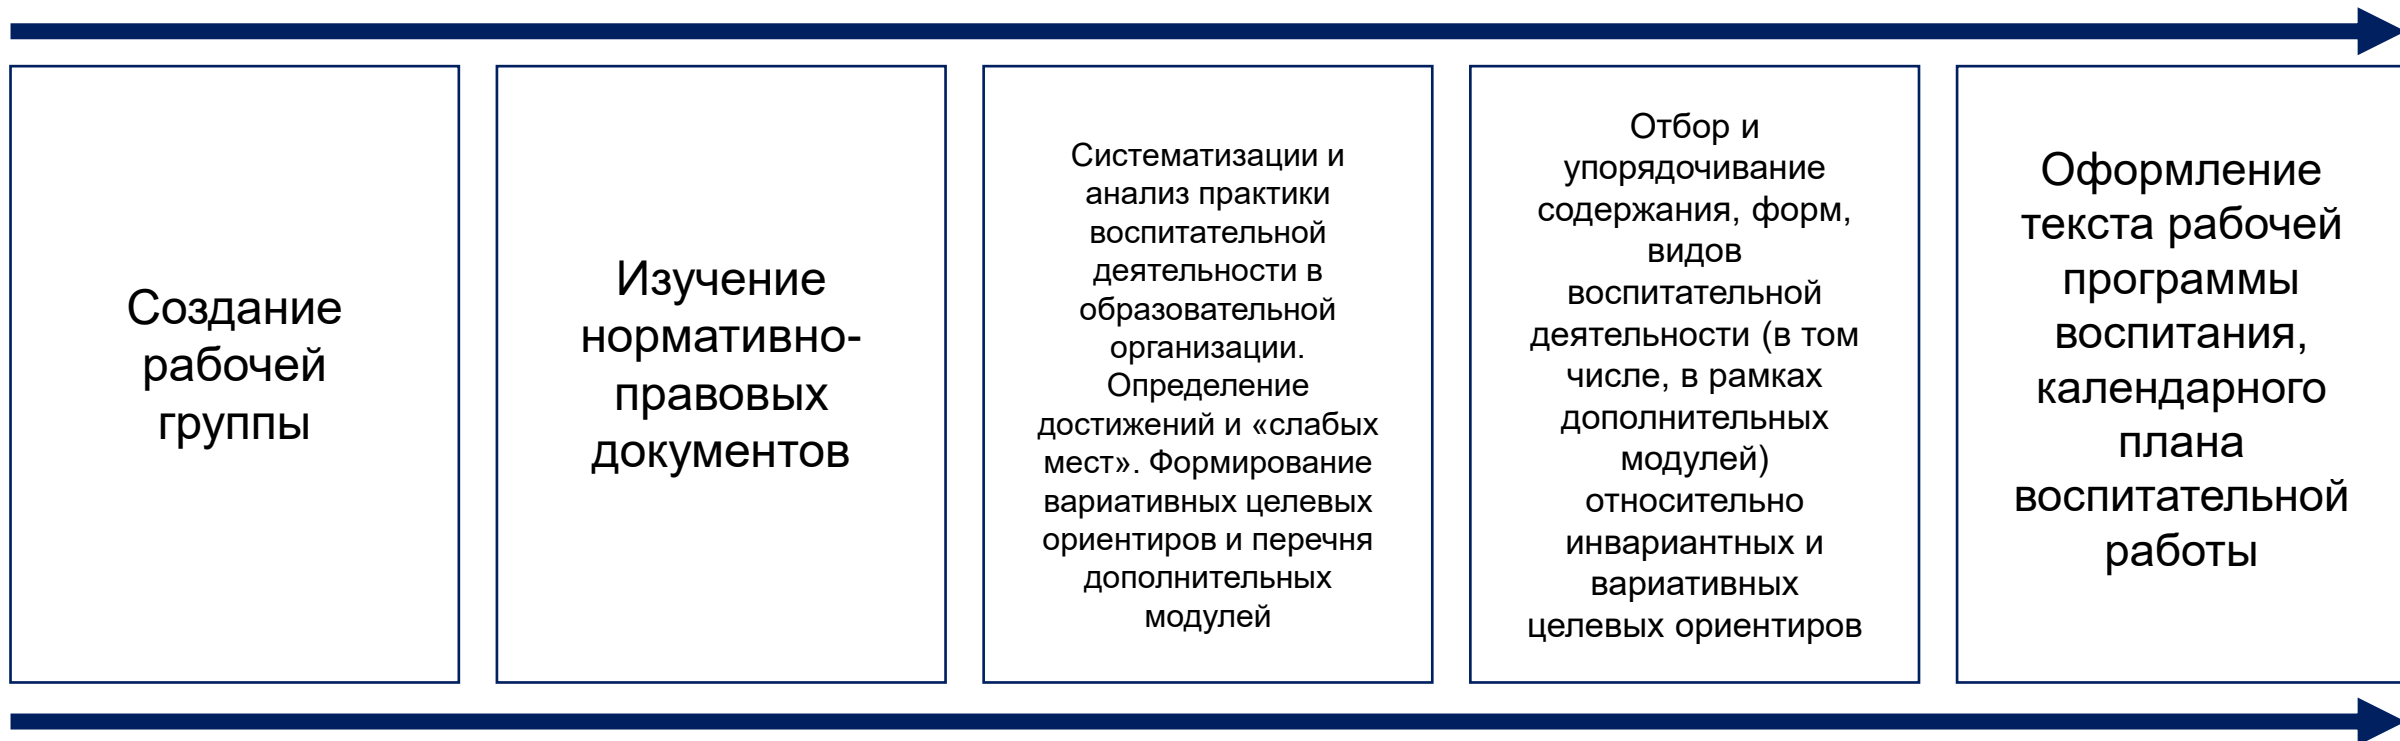 Создание
рабочей
группы
Изучение
нормативно-
правовых
документов
Систематизации и
анализ практики
воспитательной
деятельности в
образовательной
организации.
Определение
достижений и «слабых
мест». Формирование
вариативных целевых
ориентиров и перечня
дополнительных
модулей
Отбор и
упорядочивание
содержания, форм,
видов
воспитательной
деятельности (в том
числе, в рамках
дополнительных
модулей)
относительно
инвариантных и
вариативных
целевых ориентиров
Оформление
текста рабочей
программы
воспитания,
календарного
плана
воспитательной
работы